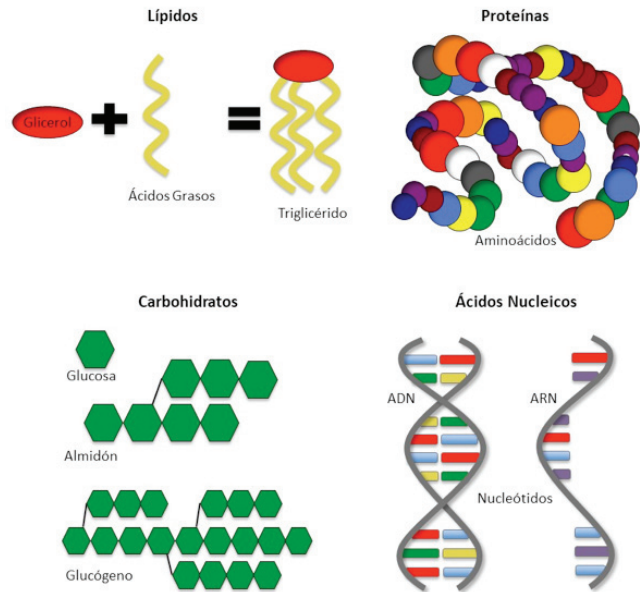 Lípidos
Glicerol
Ácidos Grasos
Triglicérido
Proteínas
Aminoácidos
Carbohidratos
Glucosa
Almidón
Glucógeno
Ácidos Nucleicos
ADN
ARN
Nucleótidos